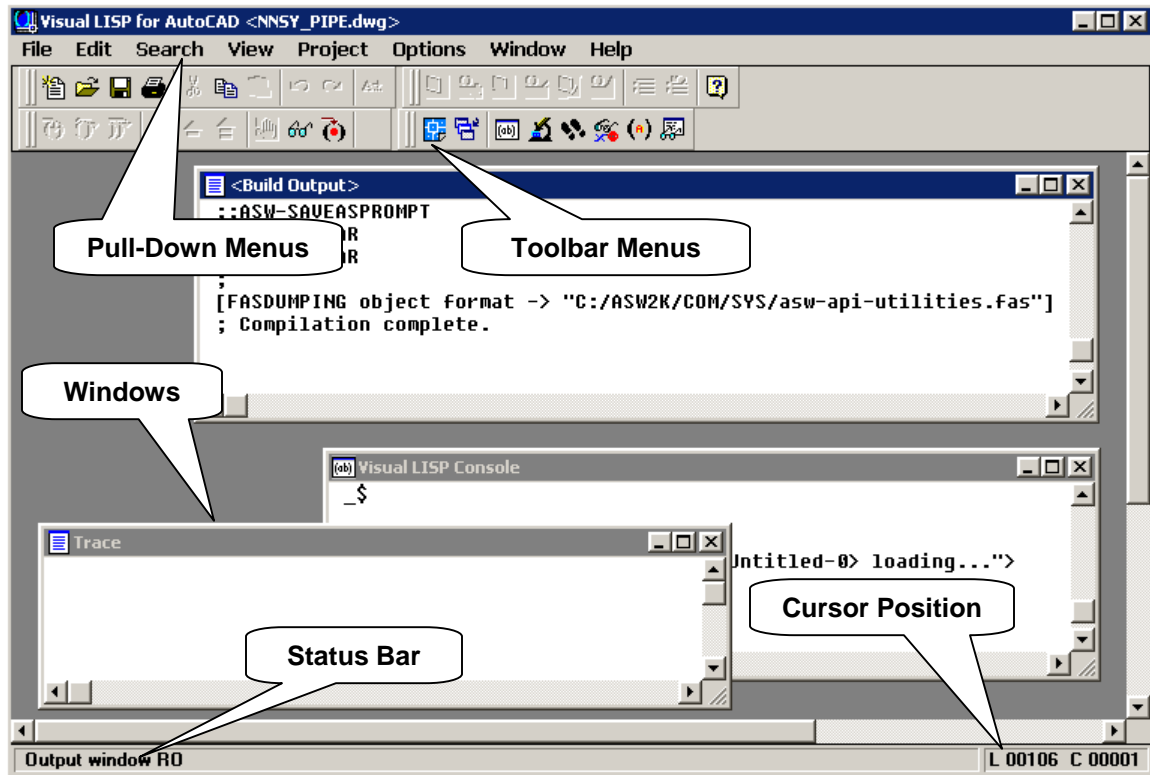 Visual LISP for AutoCAD <NNSY_PIPE.dwg>
File Edit Search View Project Options Window Help
<Build Output>
::ASW-SAVEASPROMPT
Pull-Down Menus
Toolbar Menus
;
[FASDUMPING object format -> "C:/ASW2K/COM/SYS/asw-api-utilities.fas"]
; Compilation complete.
Windows
(ab) Visual LISP Console
_$
Trace
Untitled-0> loading...">
Cursor Position
Status Bar
Output window RO
L 00106 C 00001